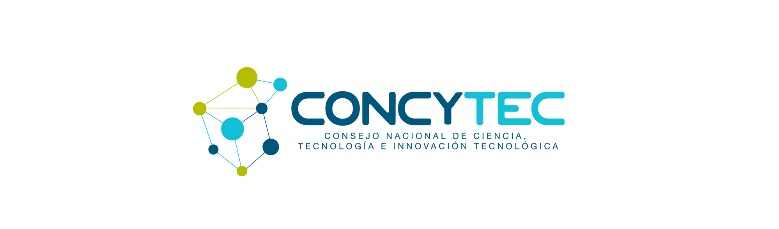 CONCYTEC
CONSEJO NACIONAL DE CIENCIA,
TECNOLOGÍA E INNOVACIÓN TECNOLÓGICA